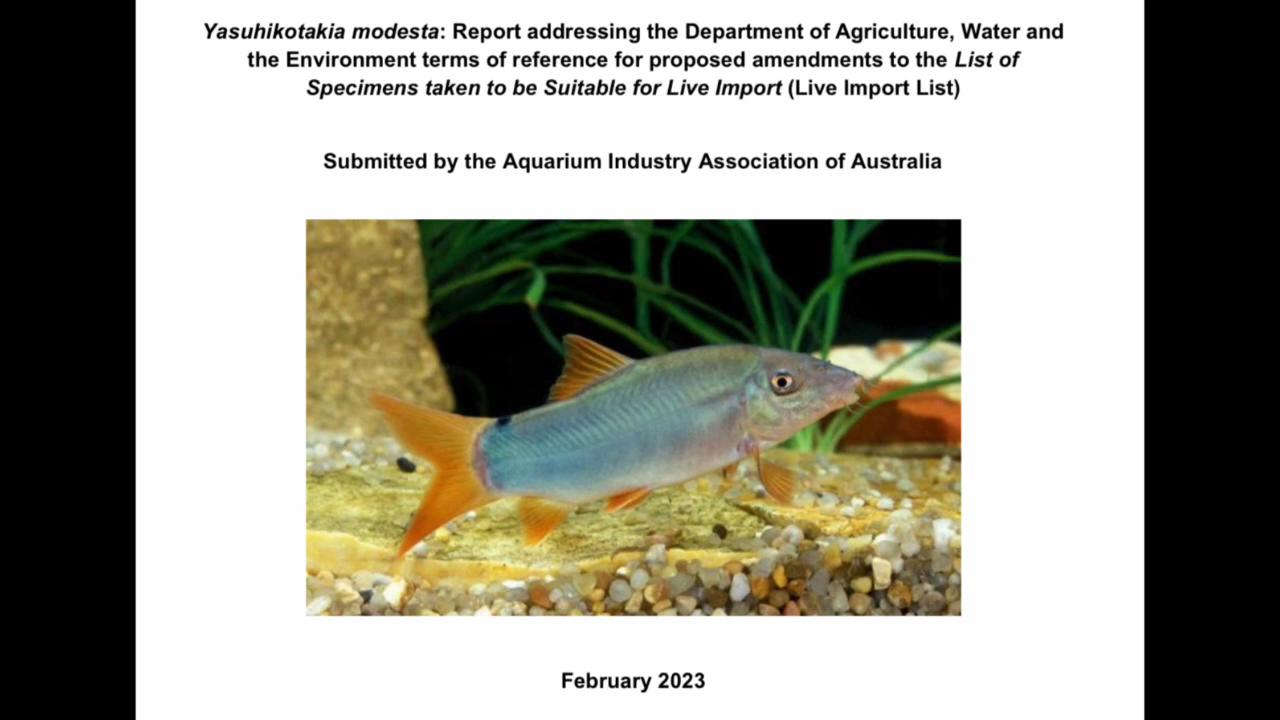 Yasuhikotakia modesta: Report addressing the Department of Agriculture, Water and
the Environment terms of reference for proposed amendments to the List of
Specimens taken to be Suitable for Live Import (Live Import List)
Submitted by the Aquarium Industry Association of Australia
February 2023